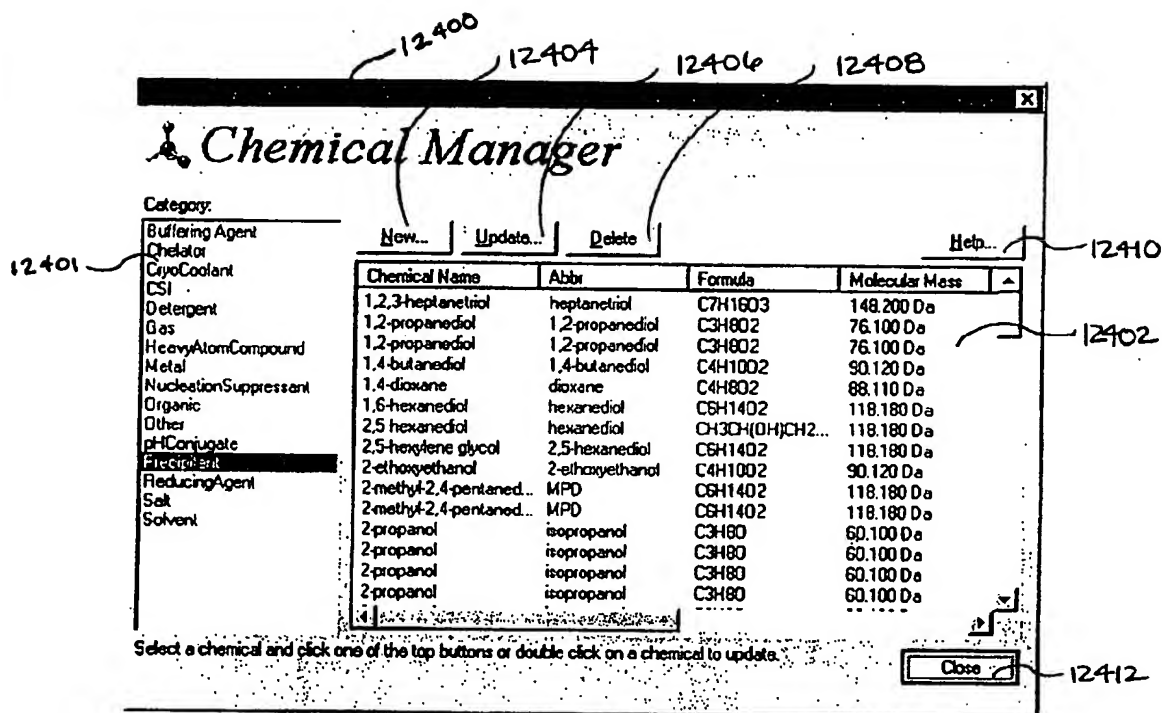 12400
12404
12406
12408
Chemical Manager
Category:
Buffering Agent
Chelator
CryoCoolant
CSI
Detergent
Gas
HeavyAtomCompound
Metal
NucleationSuppressant
Organic
Other
pHConjugate
Precipitent
ReducingAgent
Salt
Solvent
12401
New... Update... Delete Help...
12410
Chemical Name Abbr Formula Molecular Mass
1,2,3-heptanetriol heptanetriol C7H16O3 148.200 Da
1,2-propanediol 1,2-propanediol C3H8O2 76.100 Da
1,2-propanediol 1,2-propanediol C3H8O2 76.100 Da
12402
1,4-butanediol 1,4-butanediol C4H10O2 90.120 Da
1,4-dioxane dioxane C4H8O2 88.110 Da
1,6-hexanediol hexanediol C6H14O2 118.180 Da
2,5 hexanediol hexanediol CH3CH(OH)CH2... 118.180 Da
2,5-hexylene glycol 2,5-hexanediol C6H14O2 118.180 Da
2-ethoxyethanol 2-ethoxyethanol C4H10O2 90.120 Da
2-methyl-2,4-pentaned... MPD C6H14O2 118.180 Da
2-methyl-2,4-pentaned... MPD C6H14O2 118.180 Da
2-propanol isopropanol C3H8O 60.100 Da
2-propanol isopropanol C3H8O 60.100 Da
2-propanol isopropanol C3H8O 60.100 Da
2-propanol isopropanol C3H8O 60.100 Da
Select a chemical and click one of the top buttons or double click on a chemical to update.
Close
12412